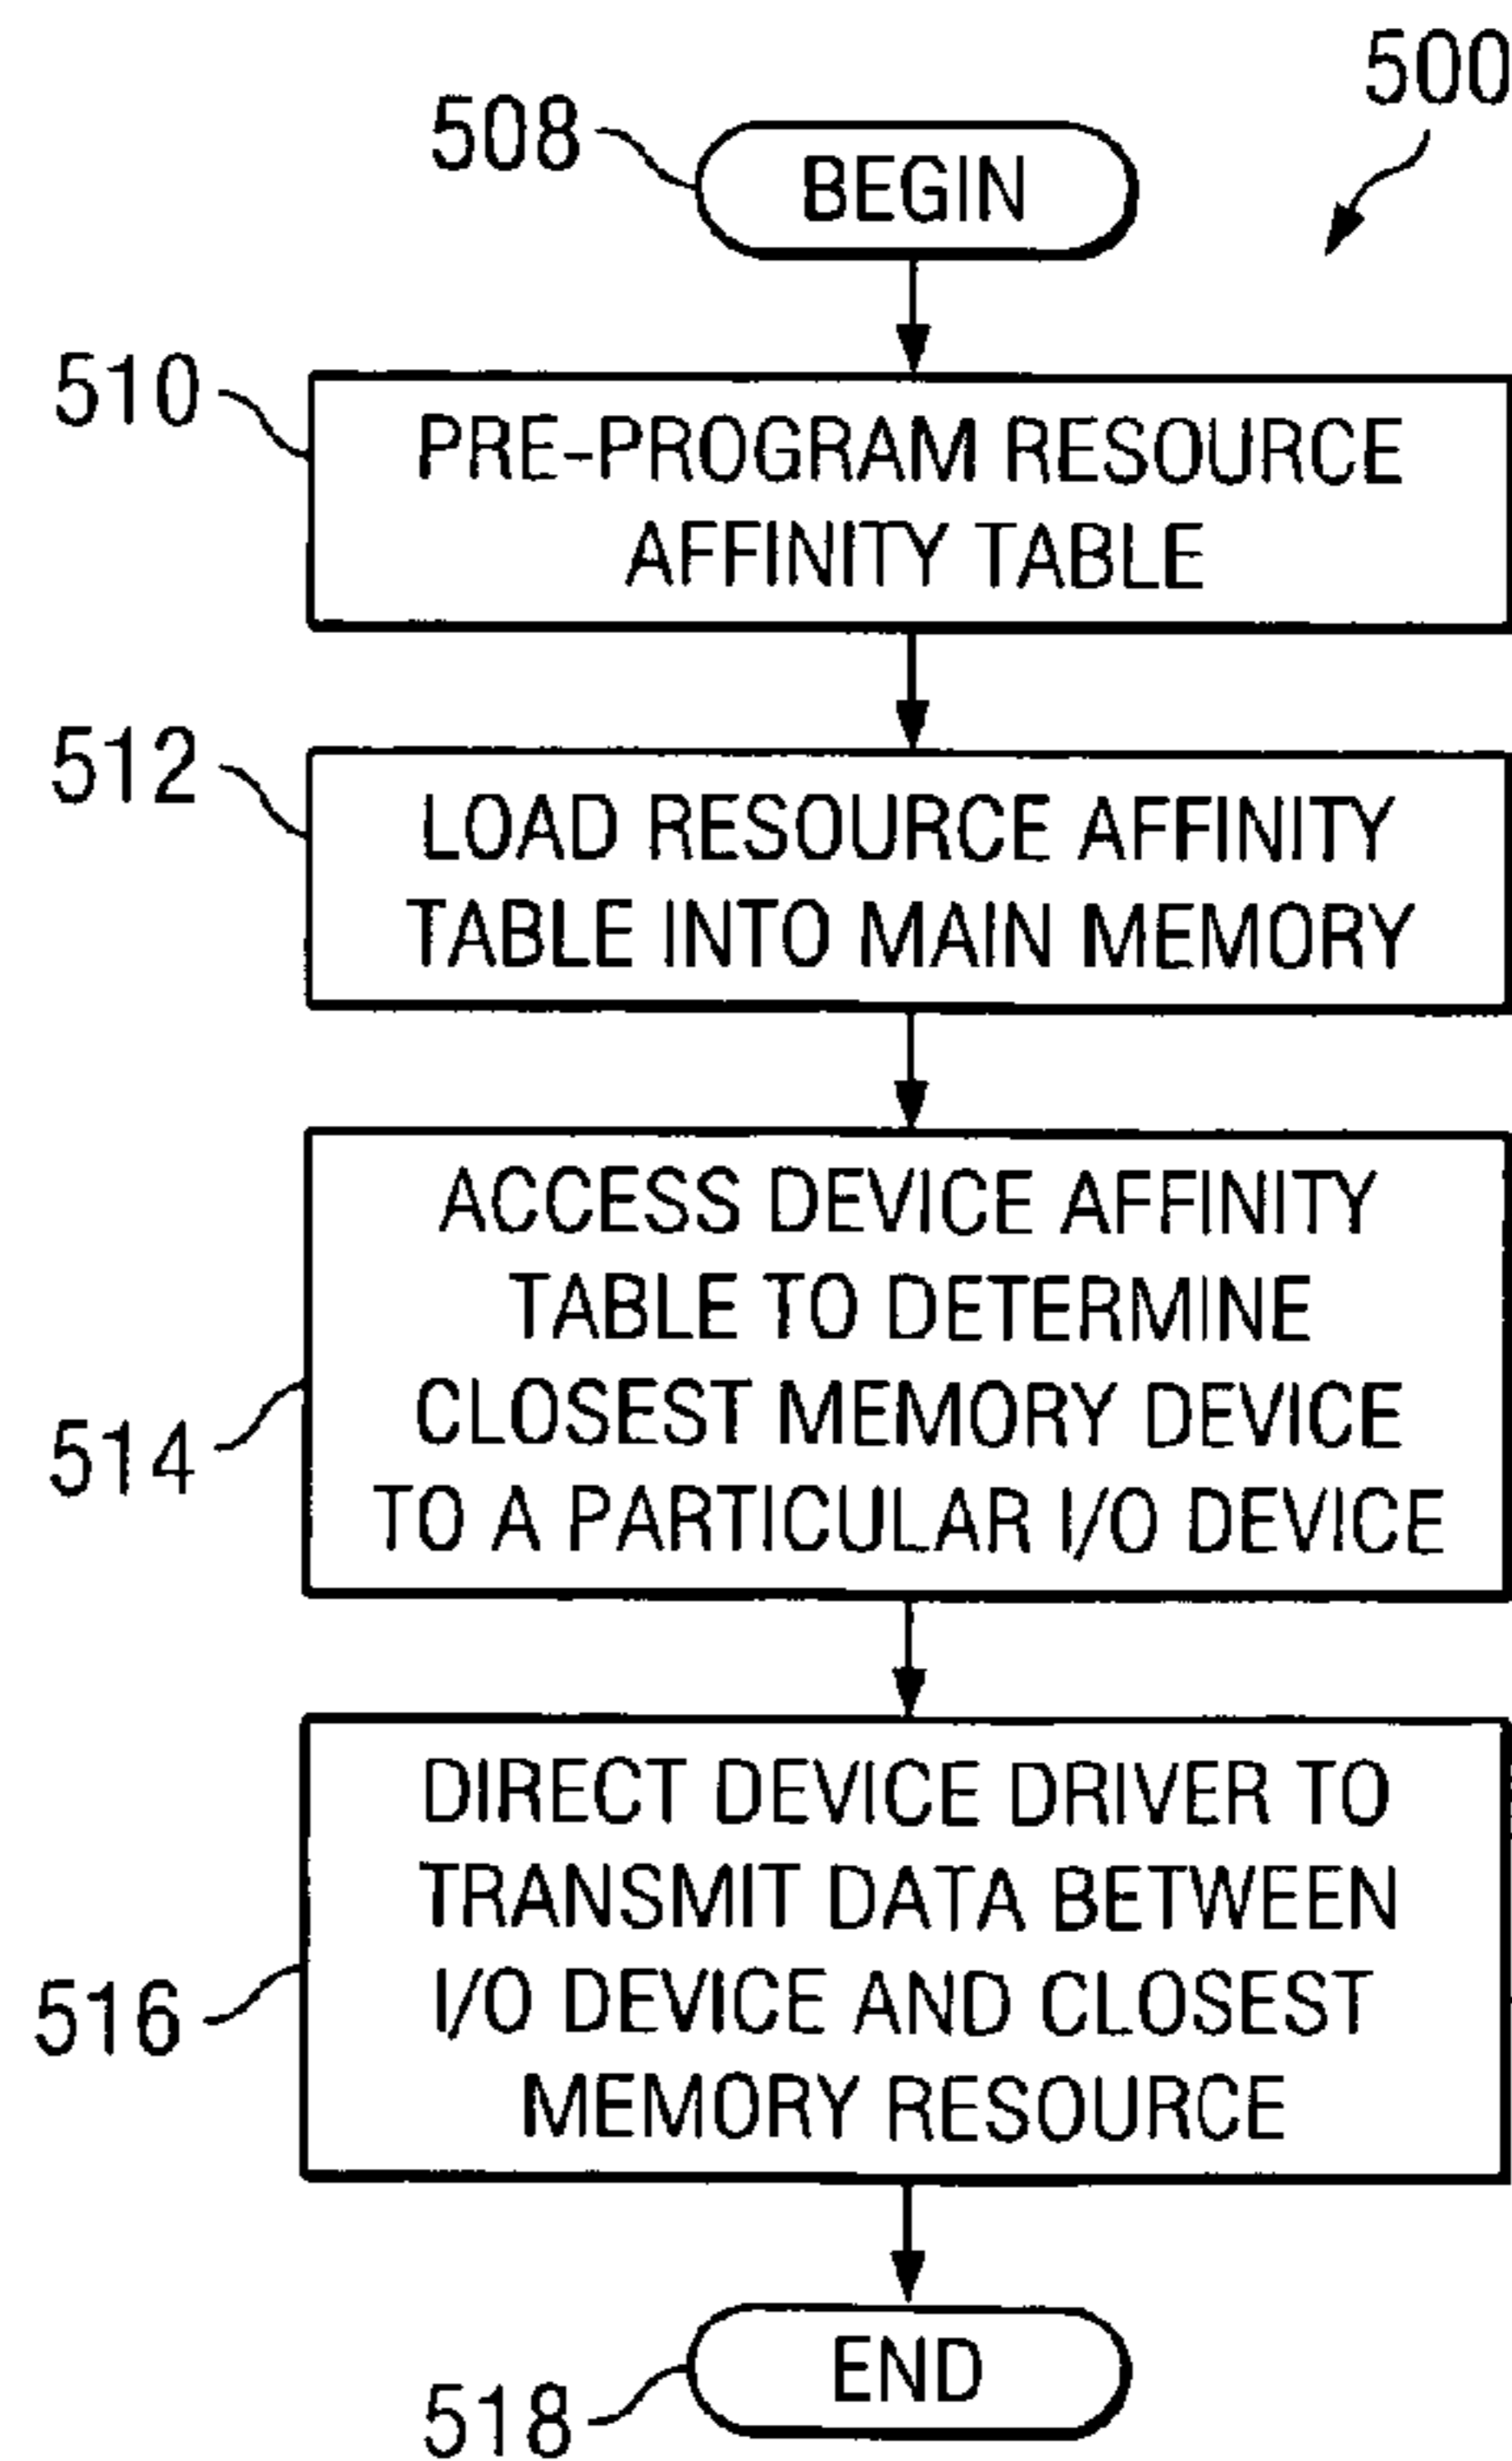 500
508
BEGIN
510
PRE-PROGRAM RESOURCE
AFFINITY TABLE
512
LOAD RESOURCE AFFINITY
TABLE INTO MAIN MEMORY
514
ACCESS DEVICE AFFINITY
TABLE TO DETERMINE
CLOSEST MEMORY DEVICE
TO A PARTICULAR I/O DEVICE
516
DIRECT DEVICE DRIVER TO
TRANSMIT DATA BETWEEN
I/O DEVICE AND CLOSEST
MEMORY RESOURCE
518
END